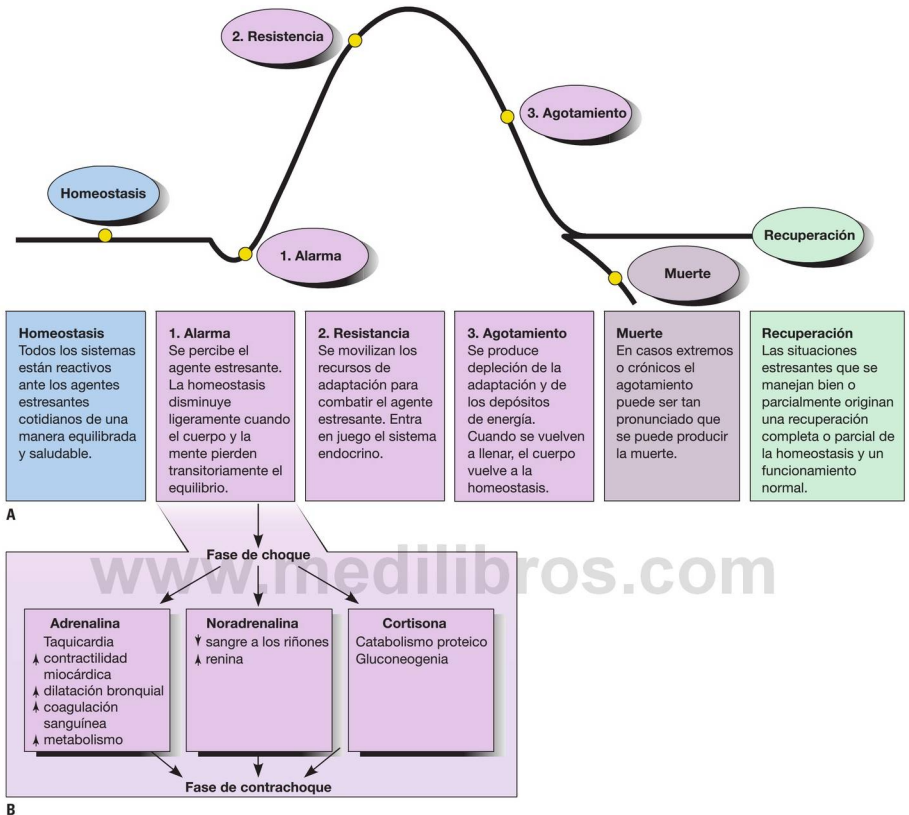 2. Resistencia
3. Agotamiento
Homeostasis
1. Alarma
Recuperación
Muerte
Homeostasis
Todos los sistemas
están reactivos
ante los agentes
estresantes
cotidianos de una
manera equilibrada
y saludable.
1. Alarma
Se percibe el
agente estresante.
La homeostasis
disminuye
ligeramente cuando
el cuerpo y la
mente pierden
transitoriamente el
equilibrio.
2. Resistancia
Se movilizan los
recursos de
adaptación para
combatir el agente
estresante. Entra
en juego el sistema
endocrino.
3. Agotamiento
Se produce
depleción de la
adaptación y de
los depósitos
de energía.
Cuando se vuelven
a llenar, el cuerpo
vuelve a la
homeostasis.
Muerte
En casos extremos
o crónicos el
agotamiento
puede ser tan
pronunciado que
se puede producir
la muerte.
Recuperación
Las situaciones
estresantes que se
manejan bien o
parcialmente originan
una recuperación
completa o parcial de
la homeostasis y un
funcionamiento
normal.
A
Fase de choque
www.medilibros.com
Adrenalina
Taquicardia
contractilidad
miocárdica
dilatación bronquial
coagulación
sanguínea
metabolismo
Noradrenalina
sangre a los riñones
renina
Cortisona
Catabolismo proteico
Gluconeogenia
Fase de contrachoque
B